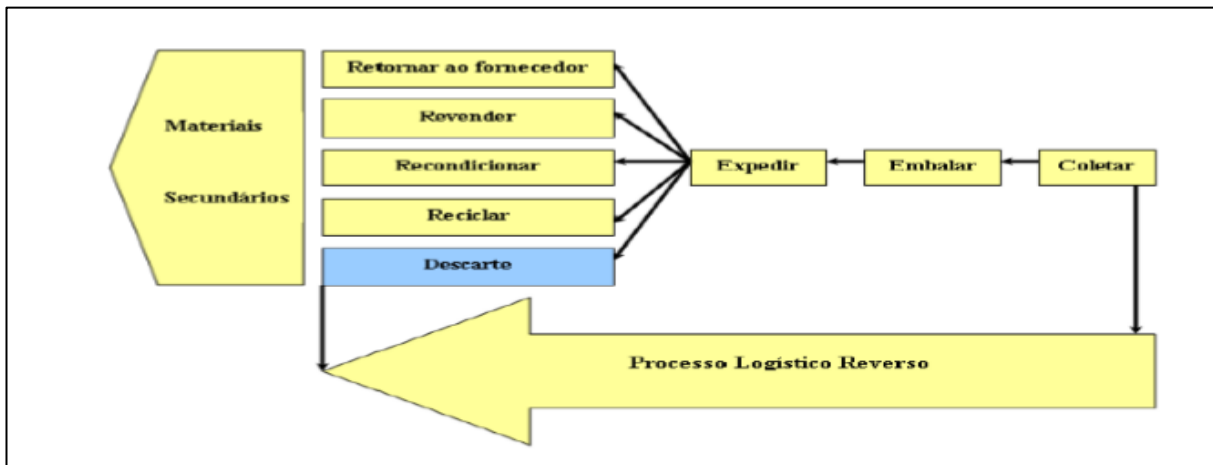 Retornar ao fornecedor
Materiais
Secundários
Revender
Recondicionar
Expedir
Embalar
Coletar
Reciclar
Descarte
Processo Logístico Reverso